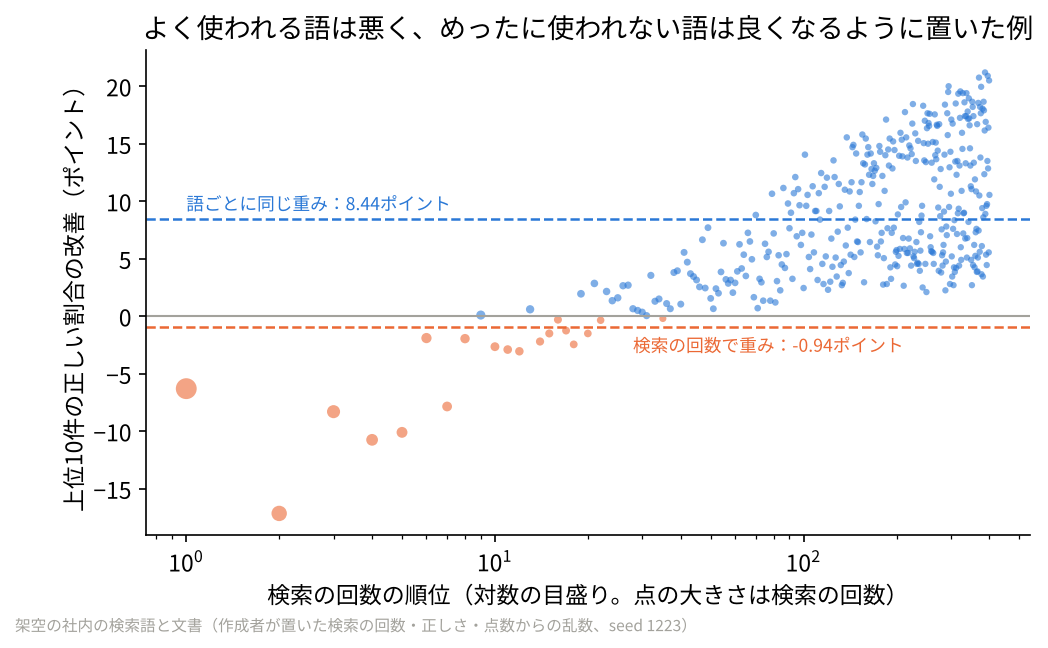 よく使われる語は悪く、めったに使われない語は良くなるように置いた例
上位10件の正しい割合の改善（ポイント）
20
15
10
5
0
−5
−10
−15
語ごとに同じ重み：8.44ポイント
検索の回数で重み：-0.94ポイント
10⁰ 10¹ 10²
検索の回数の順位（対数の目盛り。点の大きさは検索の回数）
架空の社内の検索語と文書（作成者が置いた検索の回数・正しさ・点数からの乱数、seed 1223）